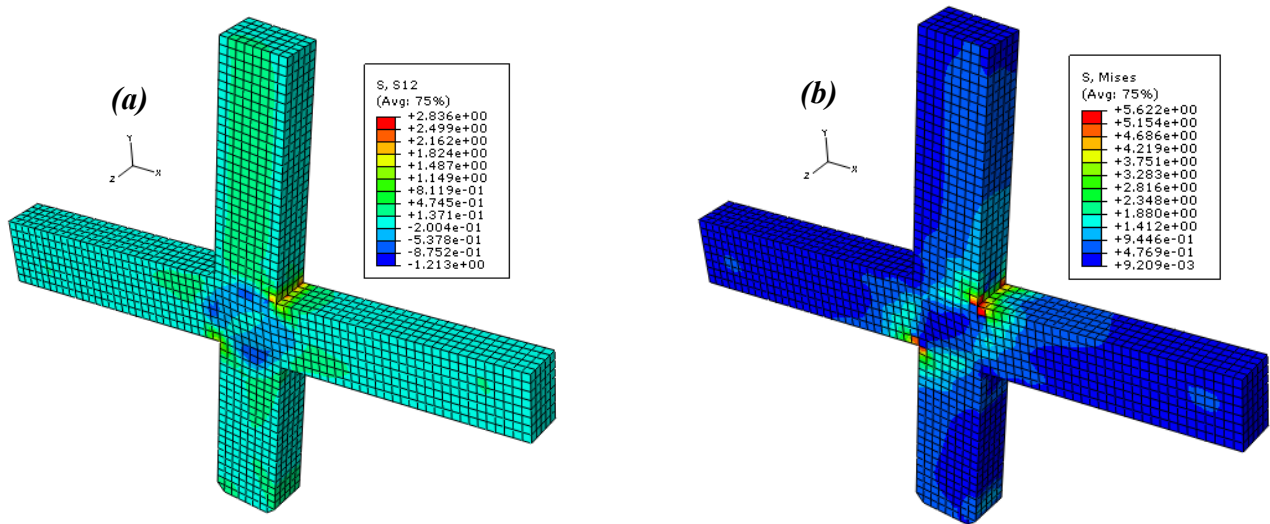 (a)
S, S12
(Avg: 75%)
+2.836e+00
+2.499e+00
+2.162e+00
+1.824e+00
+1.487e+00
+1.149e+00
+8.119e-01
+4.745e-01
+1.371e-01
-2.004e-01
-5.378e-01
-8.752e-01
-1.213e+00
Y
Z
X
(b)
S, Mises
(Avg: 75%)
+5.622e+00
+5.154e+00
+4.686e+00
+4.219e+00
+3.751e+00
+3.283e+00
+2.816e+00
+2.348e+00
+1.880e+00
+1.412e+00
+9.446e-01
+4.769e-01
+9.209e-03
Y
Z
X